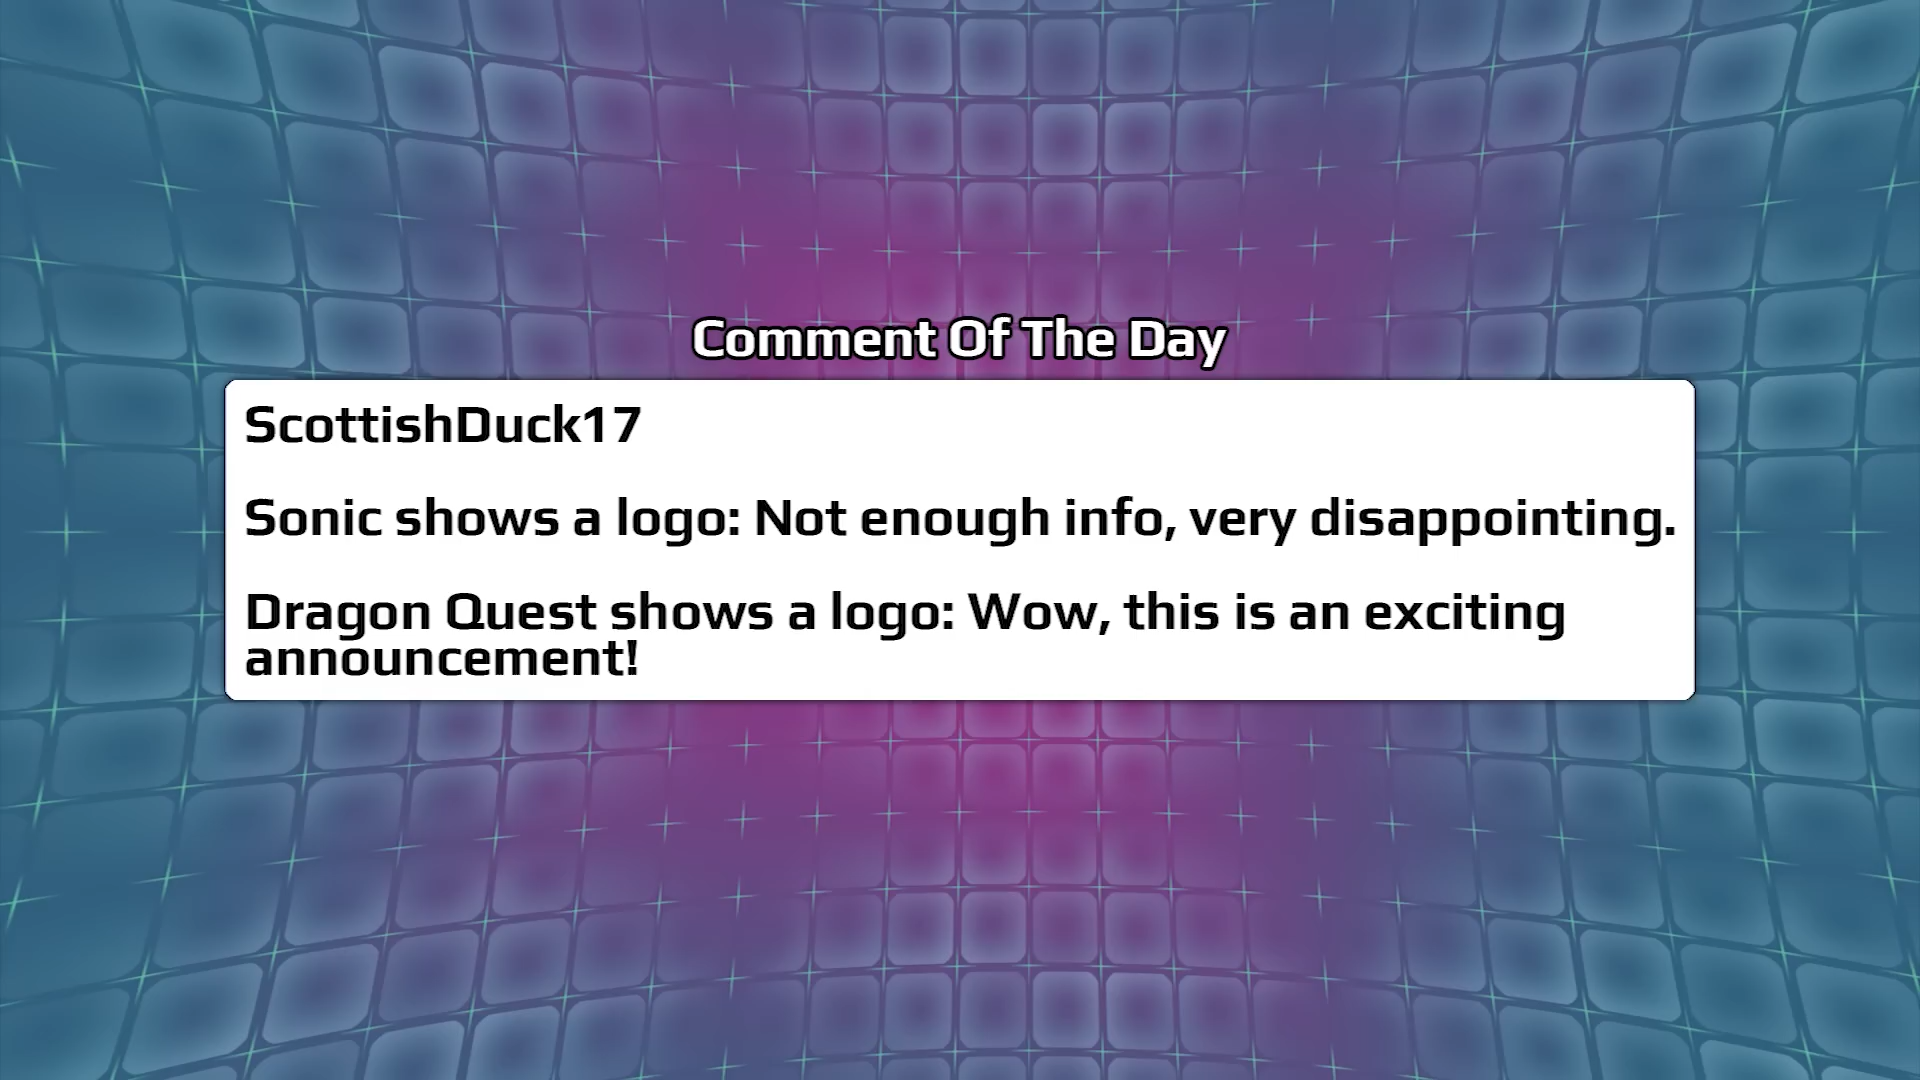 Comment Of The Day
ScottishDuck17
Sonic shows a logo: Not enough info, very disappointing.
Dragon Quest shows a logo: Wow, this is an exciting
announcement!